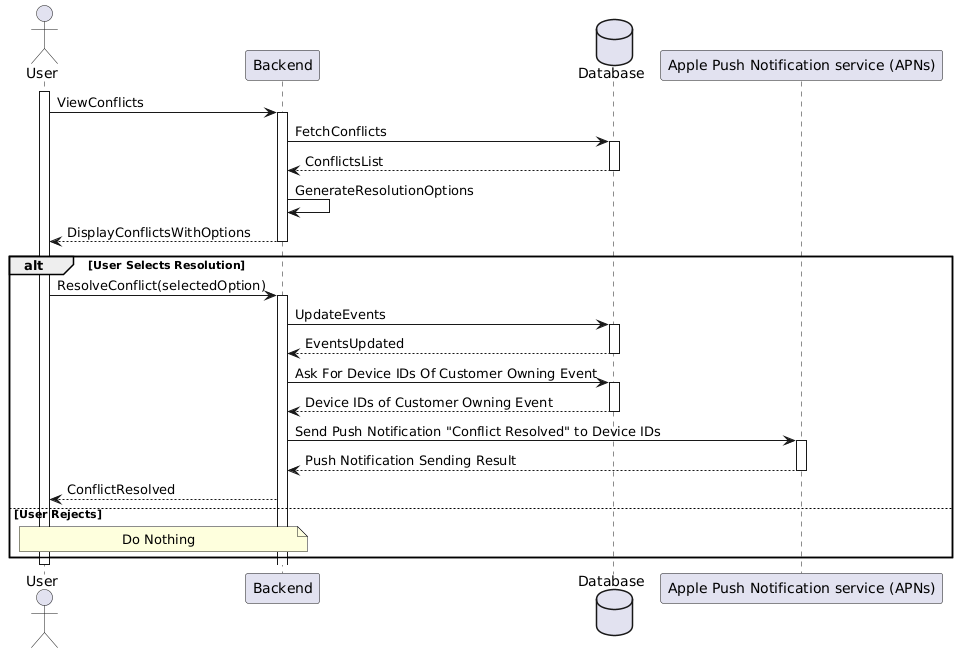 User
Backend
Database
Apple Push Notification service (APNs)
ViewConflicts
FetchConflicts
ConflictsList
GenerateResolutionOptions
DisplayConflictsWithOptions
alt [User Selects Resolution]
ResolveConflict(selectedOption)
UpdateEvents
EventsUpdated
Ask For Device IDs Of Customer Owning Event
Device IDs of Customer Owning Event
Send Push Notification "Conflict Resolved" to Device IDs
Push Notification Sending Result
ConflictResolved
[User Rejects]
Do Nothing
User
Backend
Database
Apple Push Notification service (APNs)